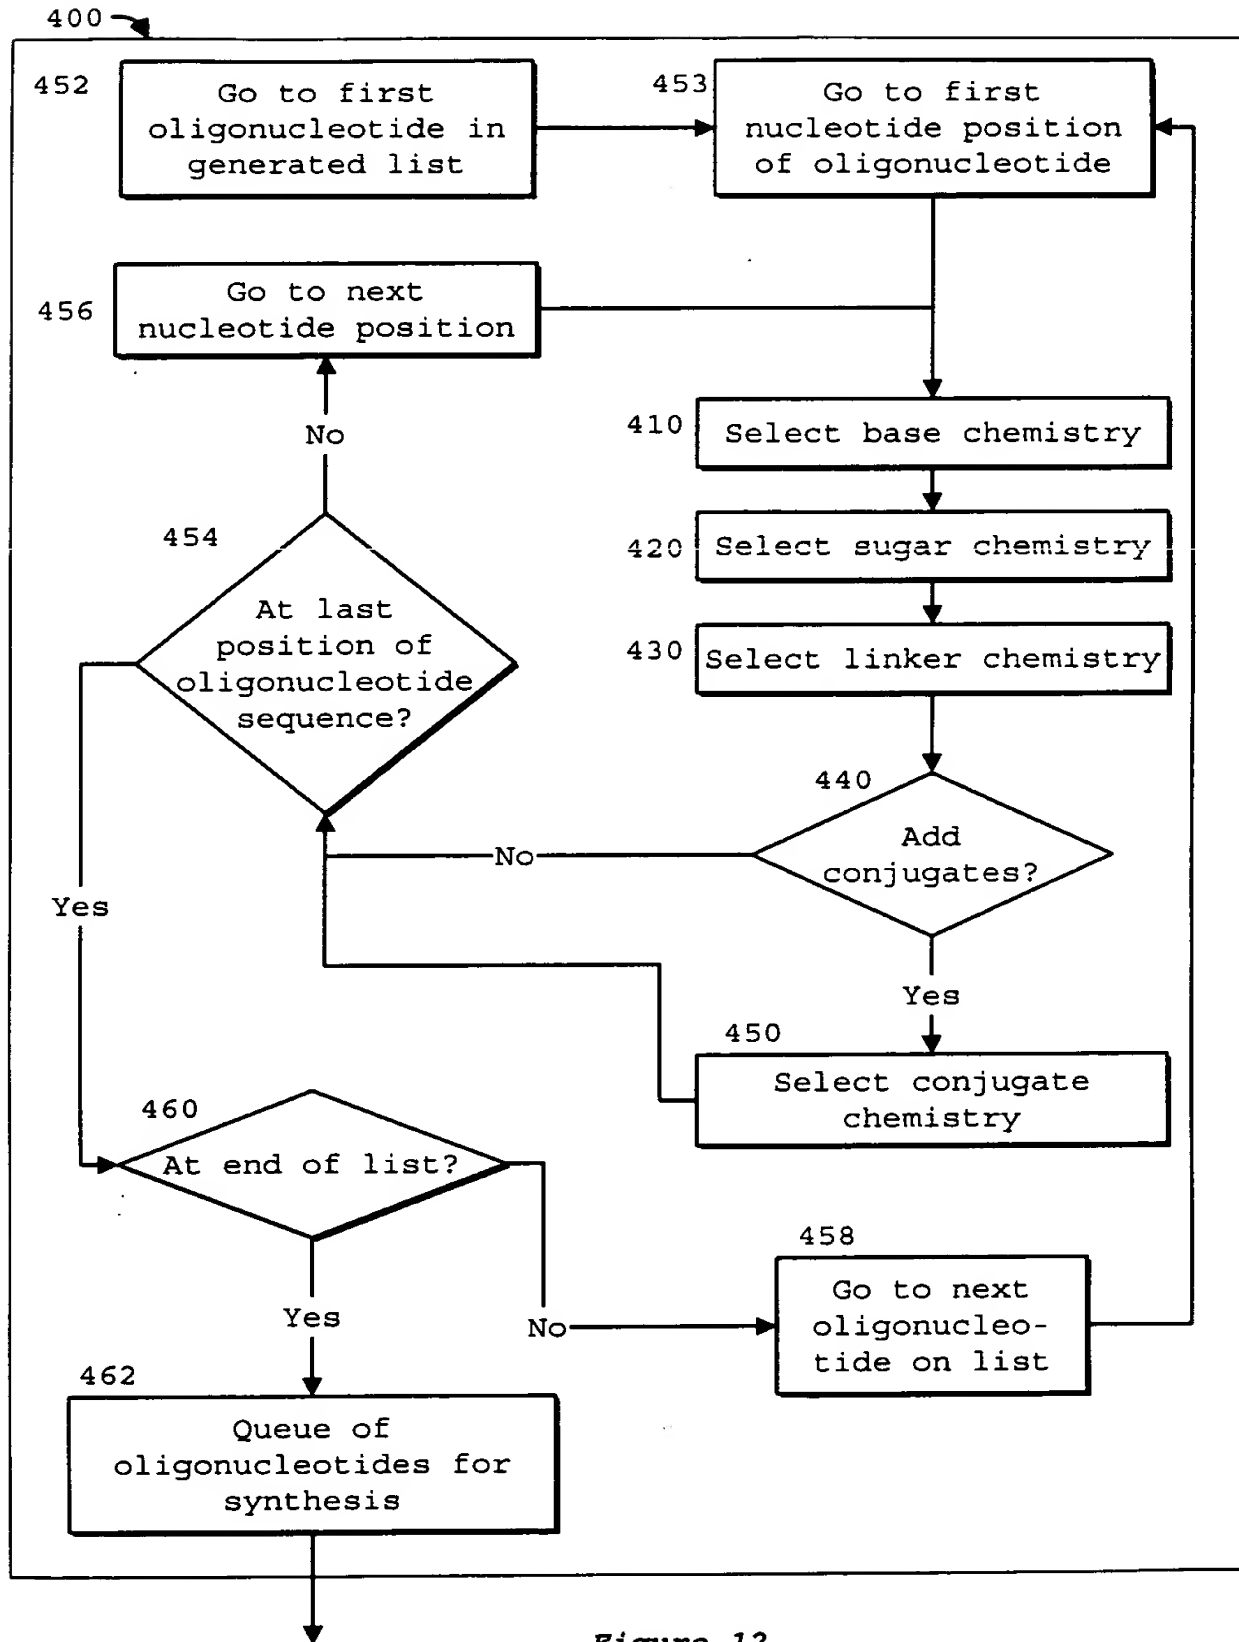 400
452
Go to first
oligonucleotide in
generated list
453
Go to first
nucleotide position
of oligonucleotide
456
Go to next
nucleotide position
No
410
Select base chemistry
454
At last
position of
oligonucleotide
sequence?
420
Select sugar chemistry
430
Select linker chemistry
440
Add
conjugates?
No
Yes
Yes
450
Select conjugate
chemistry
460
At end of list?
458
Go to next
oligonucleo-
tide on list
Yes
No
462
Queue of
oligonucleotides for
synthesis
Figure 12